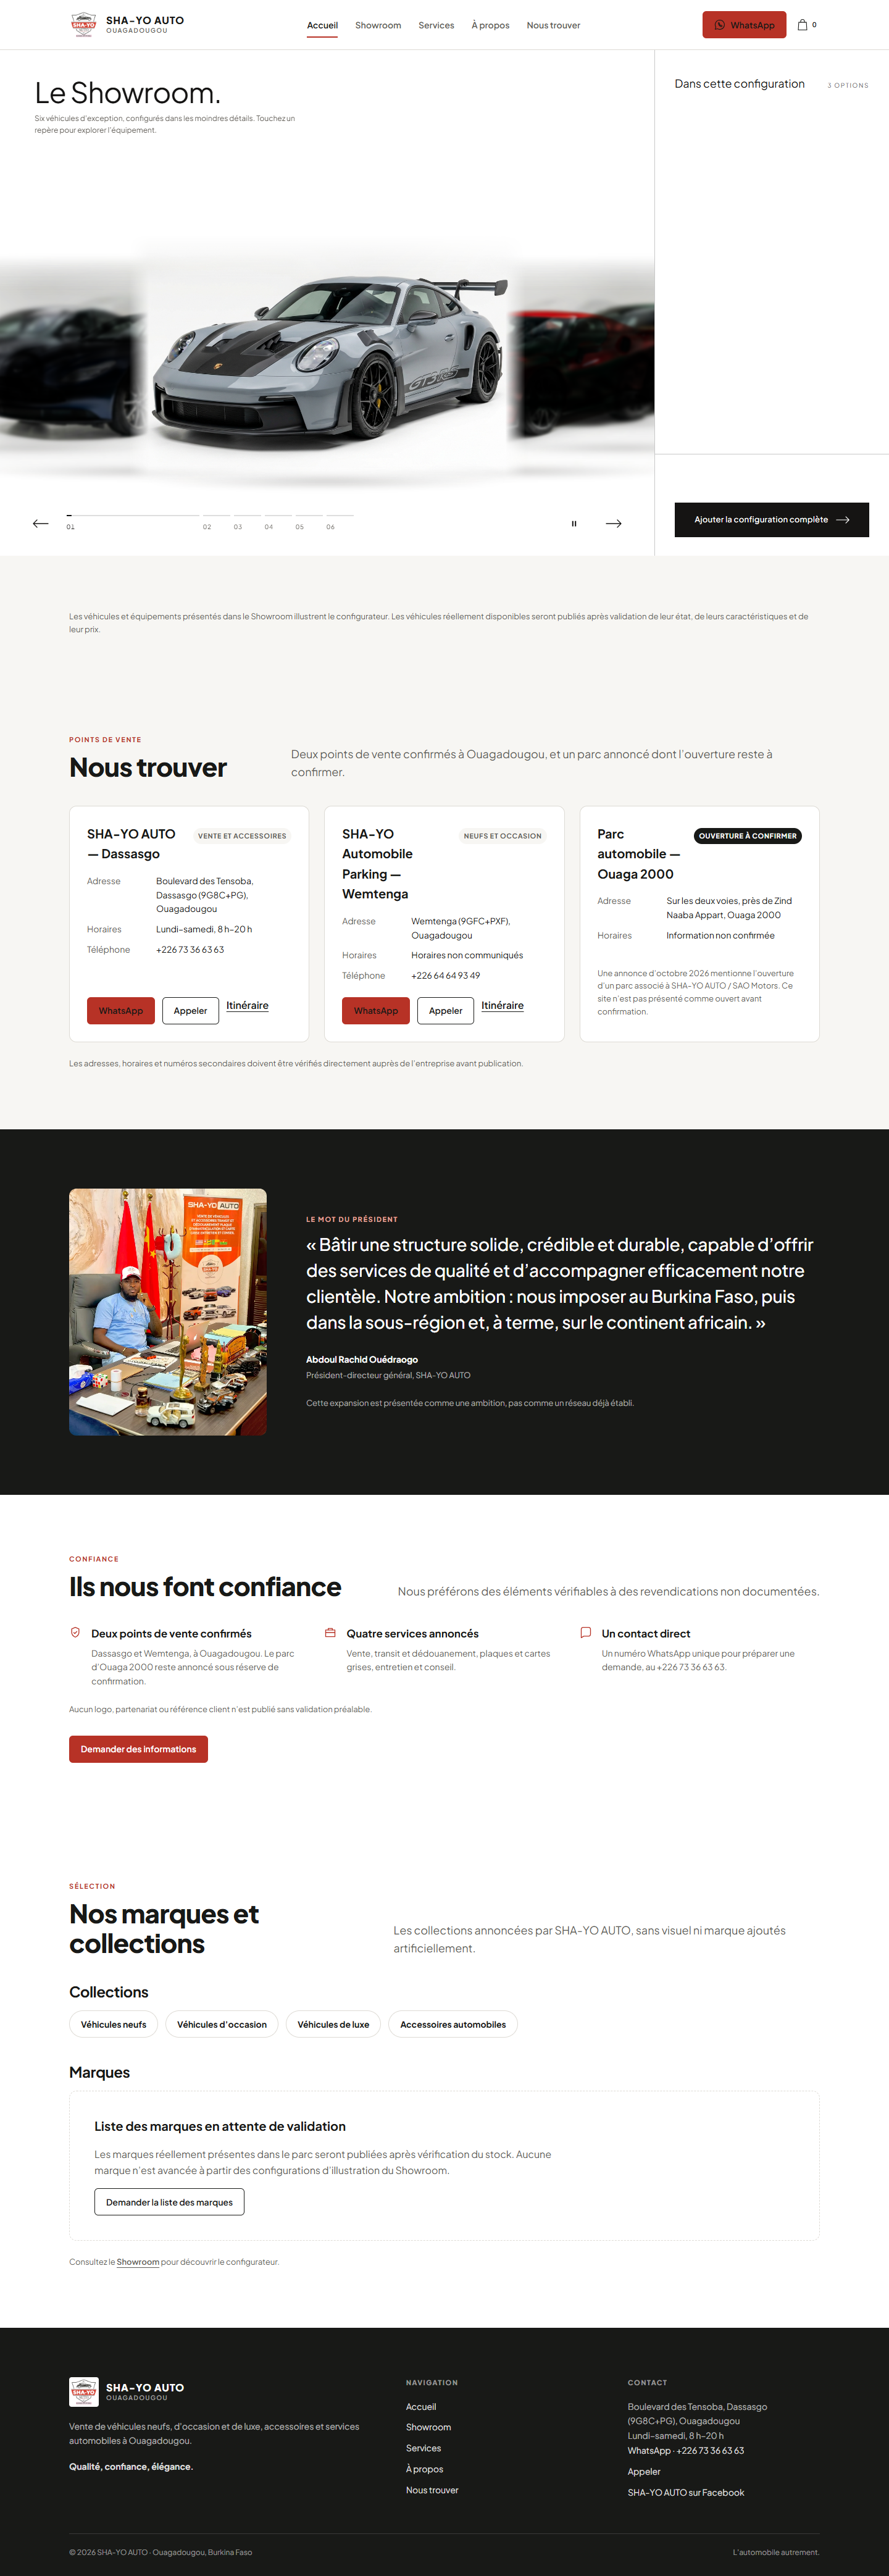 SHA-YO AUTO
OUAGADOUGOU
Accueil
Showroom
Services
À propos
Nous trouver
WhatsApp
0
Le Showroom.
Six véhicules d'exception, configurés dans les moindres détails. Touchez un
repère pour explorer l'équipement.
Dans cette configuration
3 OPTIONS
GT3 RS
01
02
03
04
05
06
Ajouter la configuration complète
Les véhicules et équipements présentés dans le Showroom illustrent le configurateur. Les véhicules réellement disponibles seront publiés après validation de leur état, de leurs caractéristiques et de
leur prix.
POINTS DE VENTE
Nous trouver
Deux points de vente confirmés à Ouagadougou, et un parc annoncé dont l'ouverture reste à
confirmer.
SHA-YO AUTO
— Dassasgo
VENTE ET ACCESSOIRES
Adresse
Boulevard des Tensoba,
Dassasgo (9G8C+PG),
Ouagadougou
Horaires
Lundi–samedi, 8 h–20 h
Téléphone
+226 73 36 63 63
WhatsApp
Appeler
Itinéraire
SHA-YO
Automobile
Parking —
Wemtenga
NEUFS ET OCCASION
Adresse
Wemtenga (9GFC+PXF),
Ouagadougou
Horaires
Horaires non communiqués
Téléphone
+226 64 64 93 49
WhatsApp
Appeler
Itinéraire
Parc
automobile —
Ouaga 2000
OUVERTURE À CONFIRMER
Adresse
Sur les deux voies, près de Zind
Naaba Appart, Ouaga 2000
Horaires
Information non confirmée
Une annonce d'octobre 2026 mentionne l'ouverture
d'un parc associé à SHA-YO AUTO / SAO Motors. Ce
site n'est pas présenté comme ouvert avant
confirmation.
Les adresses, horaires et numéros secondaires doivent être vérifiés directement auprès de l'entreprise avant publication.
SHA-YO AUTO
LE MOT DU PRÉSIDENT
« Bâtir une structure solide, crédible et durable, capable d'offrir
des services de qualité et d'accompagner efficacement notre
clientèle. Notre ambition : nous imposer au Burkina Faso, puis
dans la sous-région et, à terme, sur le continent africain. »
Abdoul Rachid Ouédraogo
Président-directeur général, SHA-YO AUTO
Cette expansion est présentée comme une ambition, pas comme un réseau déjà établi.
CONFIANCE
Ils nous font confiance
Nous préférons des éléments vérifiables à des revendications non documentées.
Deux points de vente confirmés
Dassasgo et Wemtenga, à Ouagadougou. Le parc
d'Ouaga 2000 reste annoncé sous réserve de
confirmation.
Quatre services annoncés
Vente, transit et dédouanement, plaques et cartes
grises, entretien et conseil.
Un contact direct
Un numéro WhatsApp unique pour préparer une
demande, au +226 73 36 63 63.
Aucun logo, partenariat ou référence client n'est publié sans validation préalable.
Demander des informations
SÉLECTION
Nos marques et
collections
Les collections annoncées par SHA-YO AUTO, sans visuel ni marque ajoutés
artificiellement.
Collections
Véhicules neufs
Véhicules d'occasion
Véhicules de luxe
Accessoires automobiles
Marques
Liste des marques en attente de validation
Les marques réellement présentes dans le parc seront publiées après vérification du stock. Aucune
marque n'est avancée à partir des configurations d'illustration du Showroom.
Demander la liste des marques
Consultez le Showroom pour découvrir le configurateur.
SHA-YO AUTO
OUAGADOUGOU
Vente de véhicules neufs, d'occasion et de luxe, accessoires et services
automobiles à Ouagadougou.
Qualité, confiance, élégance.
NAVIGATION
Accueil
Showroom
Services
À propos
Nous trouver
CONTACT
Boulevard des Tensoba, Dassasgo
(9G8C+PG), Ouagadougou
Lundi–samedi, 8 h–20 h
WhatsApp · +226 73 36 63 63
Appeler
SHA-YO AUTO sur Facebook
© 2026 SHA-YO AUTO · Ouagadougou, Burkina Faso
L'automobile autrement.